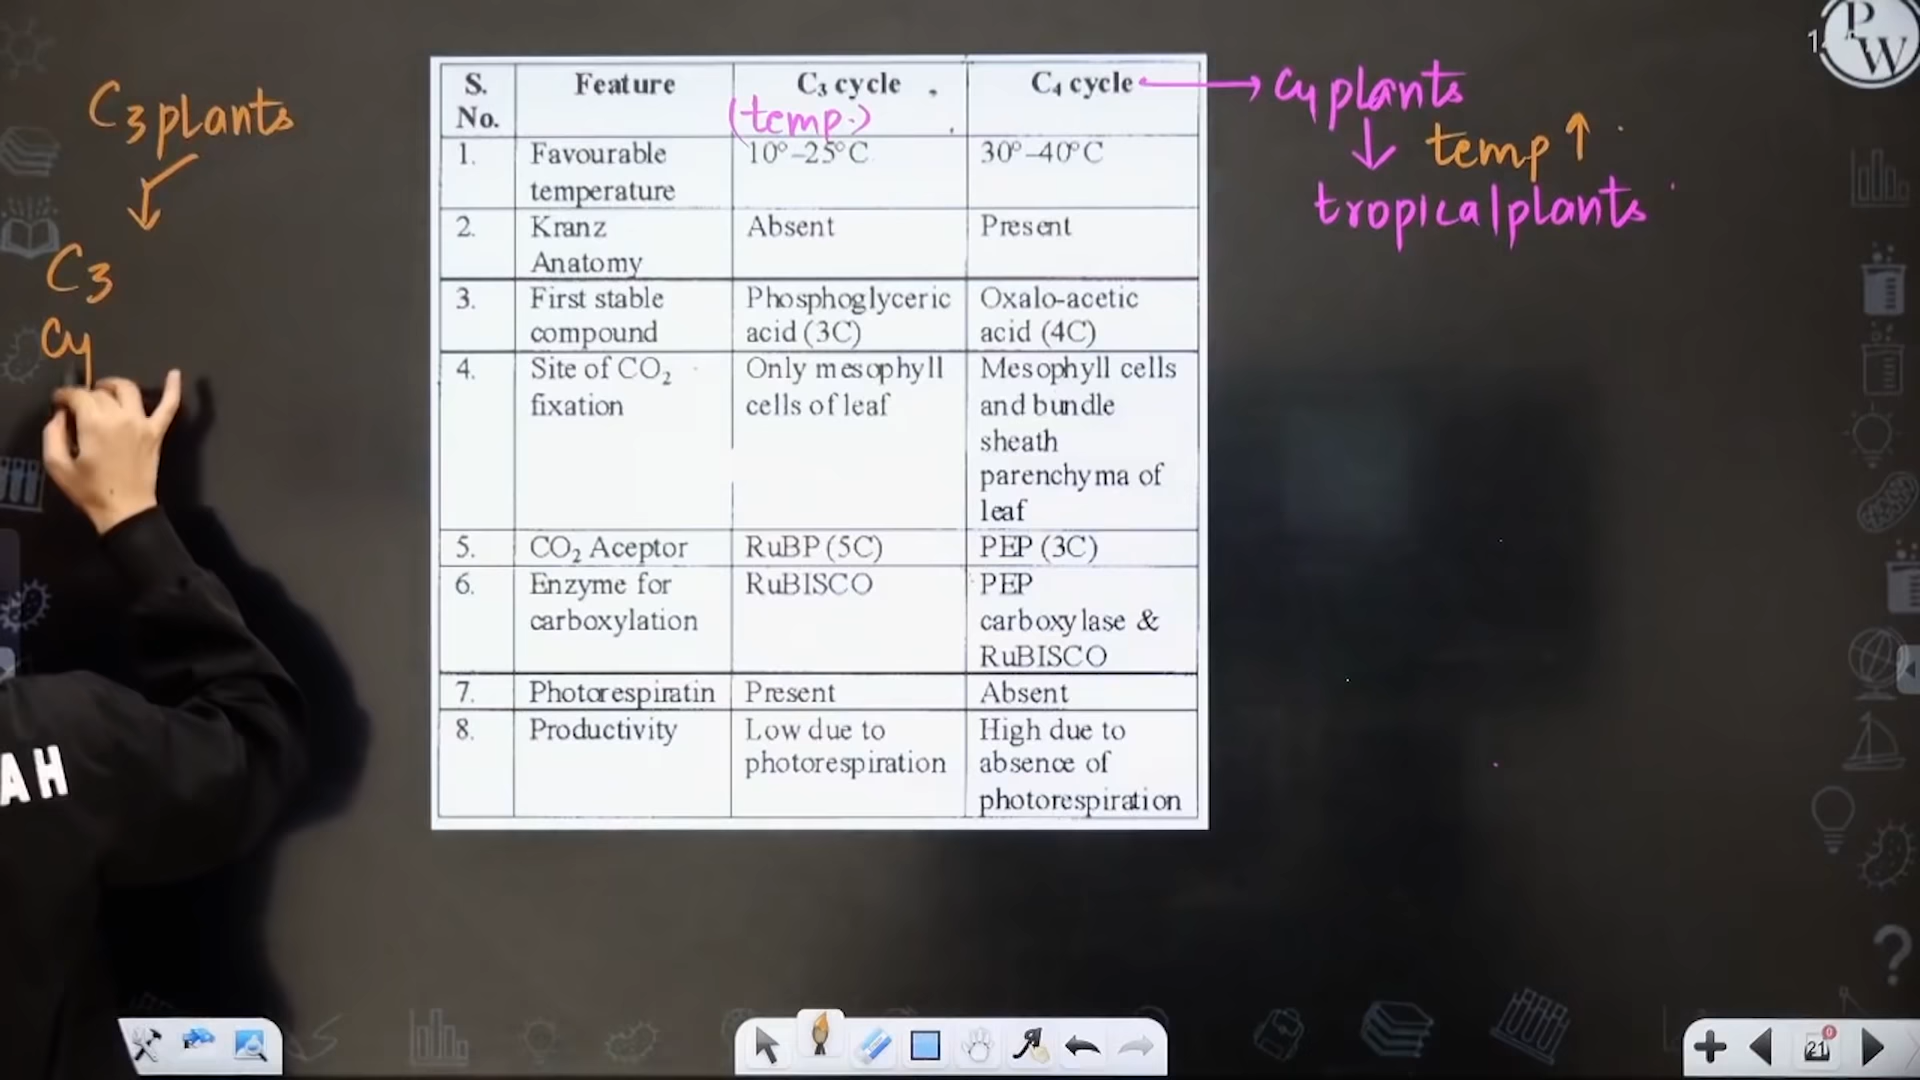 PW
C3 plants
C3
C4
S. No.
Feature
C₃ cycle
(temp.)
C₄ cycle → C4 plants
temp ↑
tropical plants
1.
Favourable
temperature
10°–25°C
30°–40°C
2.
Kranz
Anatomy
Absent
Present
3.
First stable
compound
Phosphoglyceric
acid (3C)
Oxalo-acetic
acid (4C)
4.
Site of CO₂
fixation
Only mesophyll
cells of leaf
Mesophyll cells
and bundle
sheath
parenchyma of
leaf
5.
CO₂ Aceptor
RuBP (5C)
PEP (3C)
6.
Enzyme for
carboxylation
RuBISCO
PEP
carboxylase &
RuBISCO
7.
Photorespiratin
Present
Absent
8.
Productivity
Low due to
photorespiration
High due to
absence of
photorespiration
AH
21
0